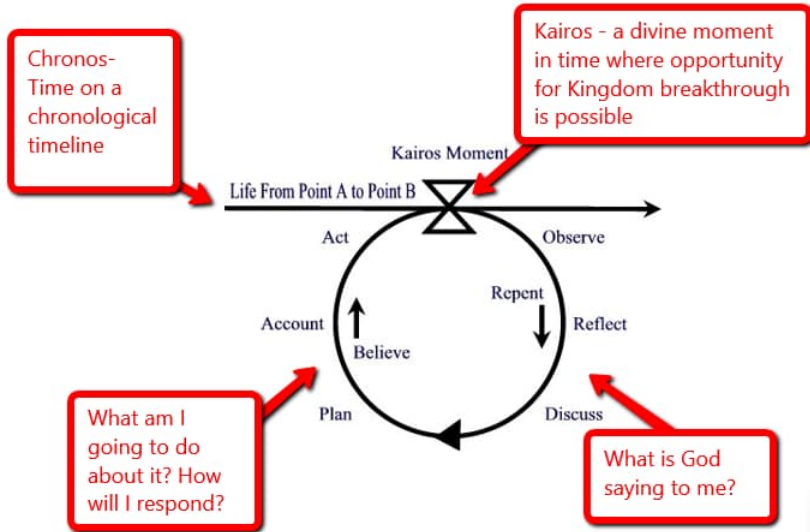 Chronos-
Time on a
chronological
timeline
Kairos - a divine moment
in time where opportunity
for Kingdom breakthrough
is possible
Kairos Moment
Life From Point A to Point B
Act
Observe
Repent
Account
Reflect
Believe
Plan
Discuss
What am I
going to do
about it? How
will I respond?
What is God
saying to me?